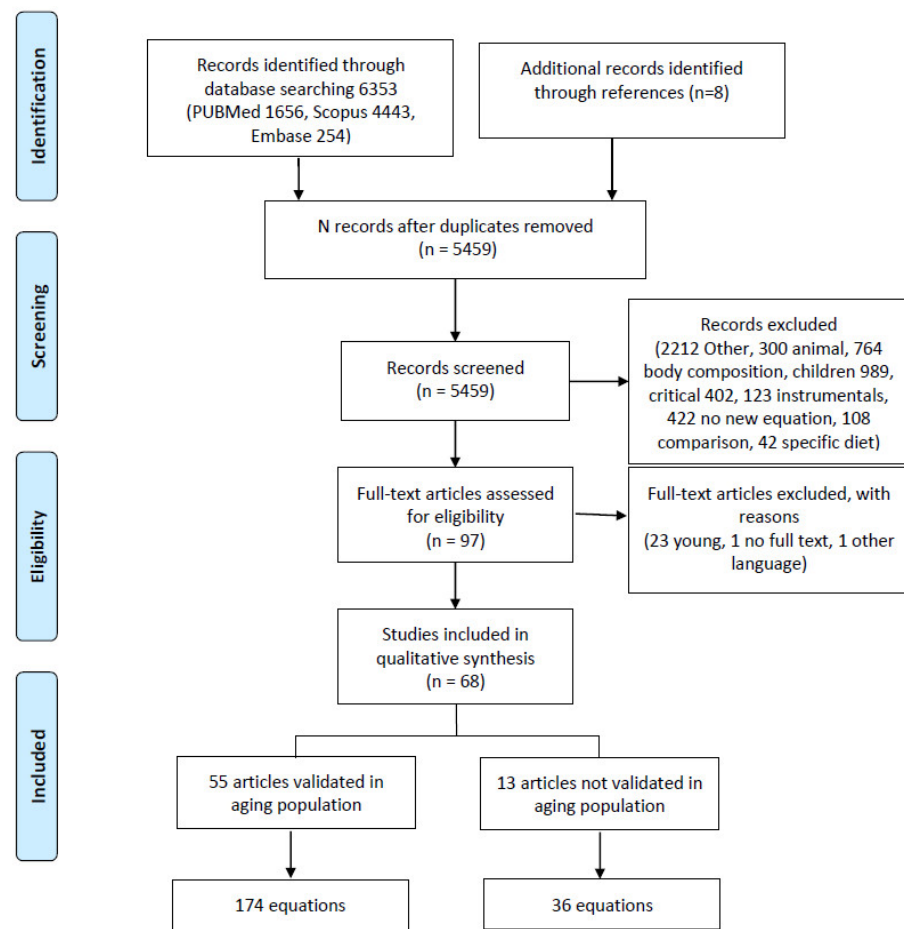 Identification
Records identified through
database searching 6353
(PUBMed 1656, Scopus 4443,
Embase 254)
Additional records identified
through references (n=8)
N records after duplicates removed
(n = 5459)
Screening
Records screened
(n = 5459)
Records excluded
(2212 Other, 300 animal, 764
body composition, children 989,
critical 402, 123 instrumentals,
422 no new equation, 108
comparison, 42 specific diet)
Eligibility
Full-text articles assessed
for eligibility
(n = 97)
Full-text articles excluded, with
reasons
(23 young, 1 no full text, 1 other
language)
Studies included in
qualitative synthesis
(n = 68)
Included
55 articles validated in
aging population
13 articles not validated in
aging population
174 equations
36 equations